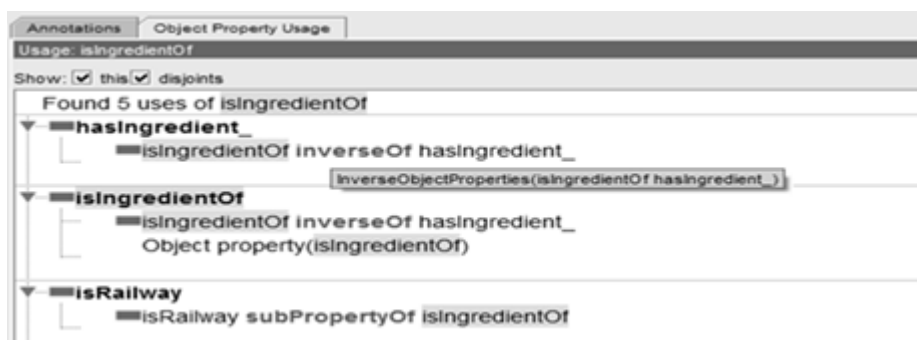 Annotations Object Property Usage
Usage: isIngredientOf
Show: this disjoints
Found 5 uses of isIngredientOf
hasIngredient_
isIngredientOf inverseOf hasIngredient_
InverseObjectProperties(isIngredientOf hasIngredient_)
isIngredientOf
isIngredientOf inverseOf hasIngredient_
Object property(isIngredientOf)
isRailway
isRailway subPropertyOf isIngredientOf